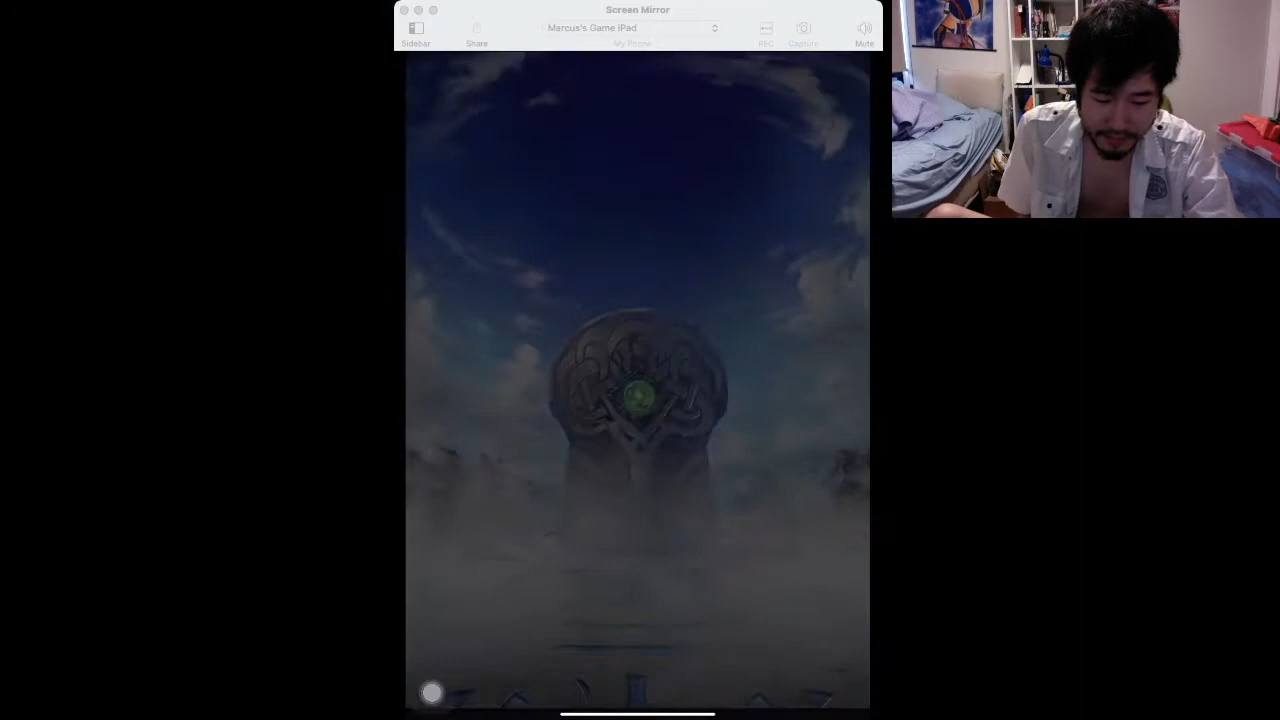 Screen Mirror
Marcus's Game iPad
Sidebar
Share
My Phone
REC
Capture
Mute